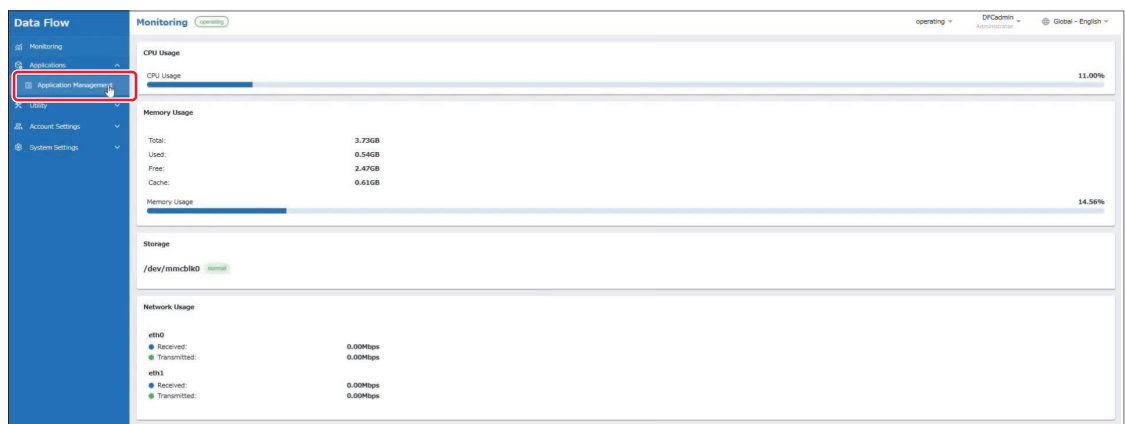 Data Flow
Monitoring operating
operating
DFCadmin
Administrator
Global - English
Monitoring
Applications
Application Management
Utility
Account Settings
System Settings
CPU Usage
CPU Usage 11.00%
Memory Usage
Total: 3.73GB
Used: 0.54GB
Free: 2.47GB
Cache: 0.61GB
Memory Usage 14.56%
Storage
/dev/mmcblk0 normal
Network Usage
eth0
Received: 0.00Mbps
Transmitted: 0.00Mbps
eth1
Received: 0.00Mbps
Transmitted: 0.00Mbps